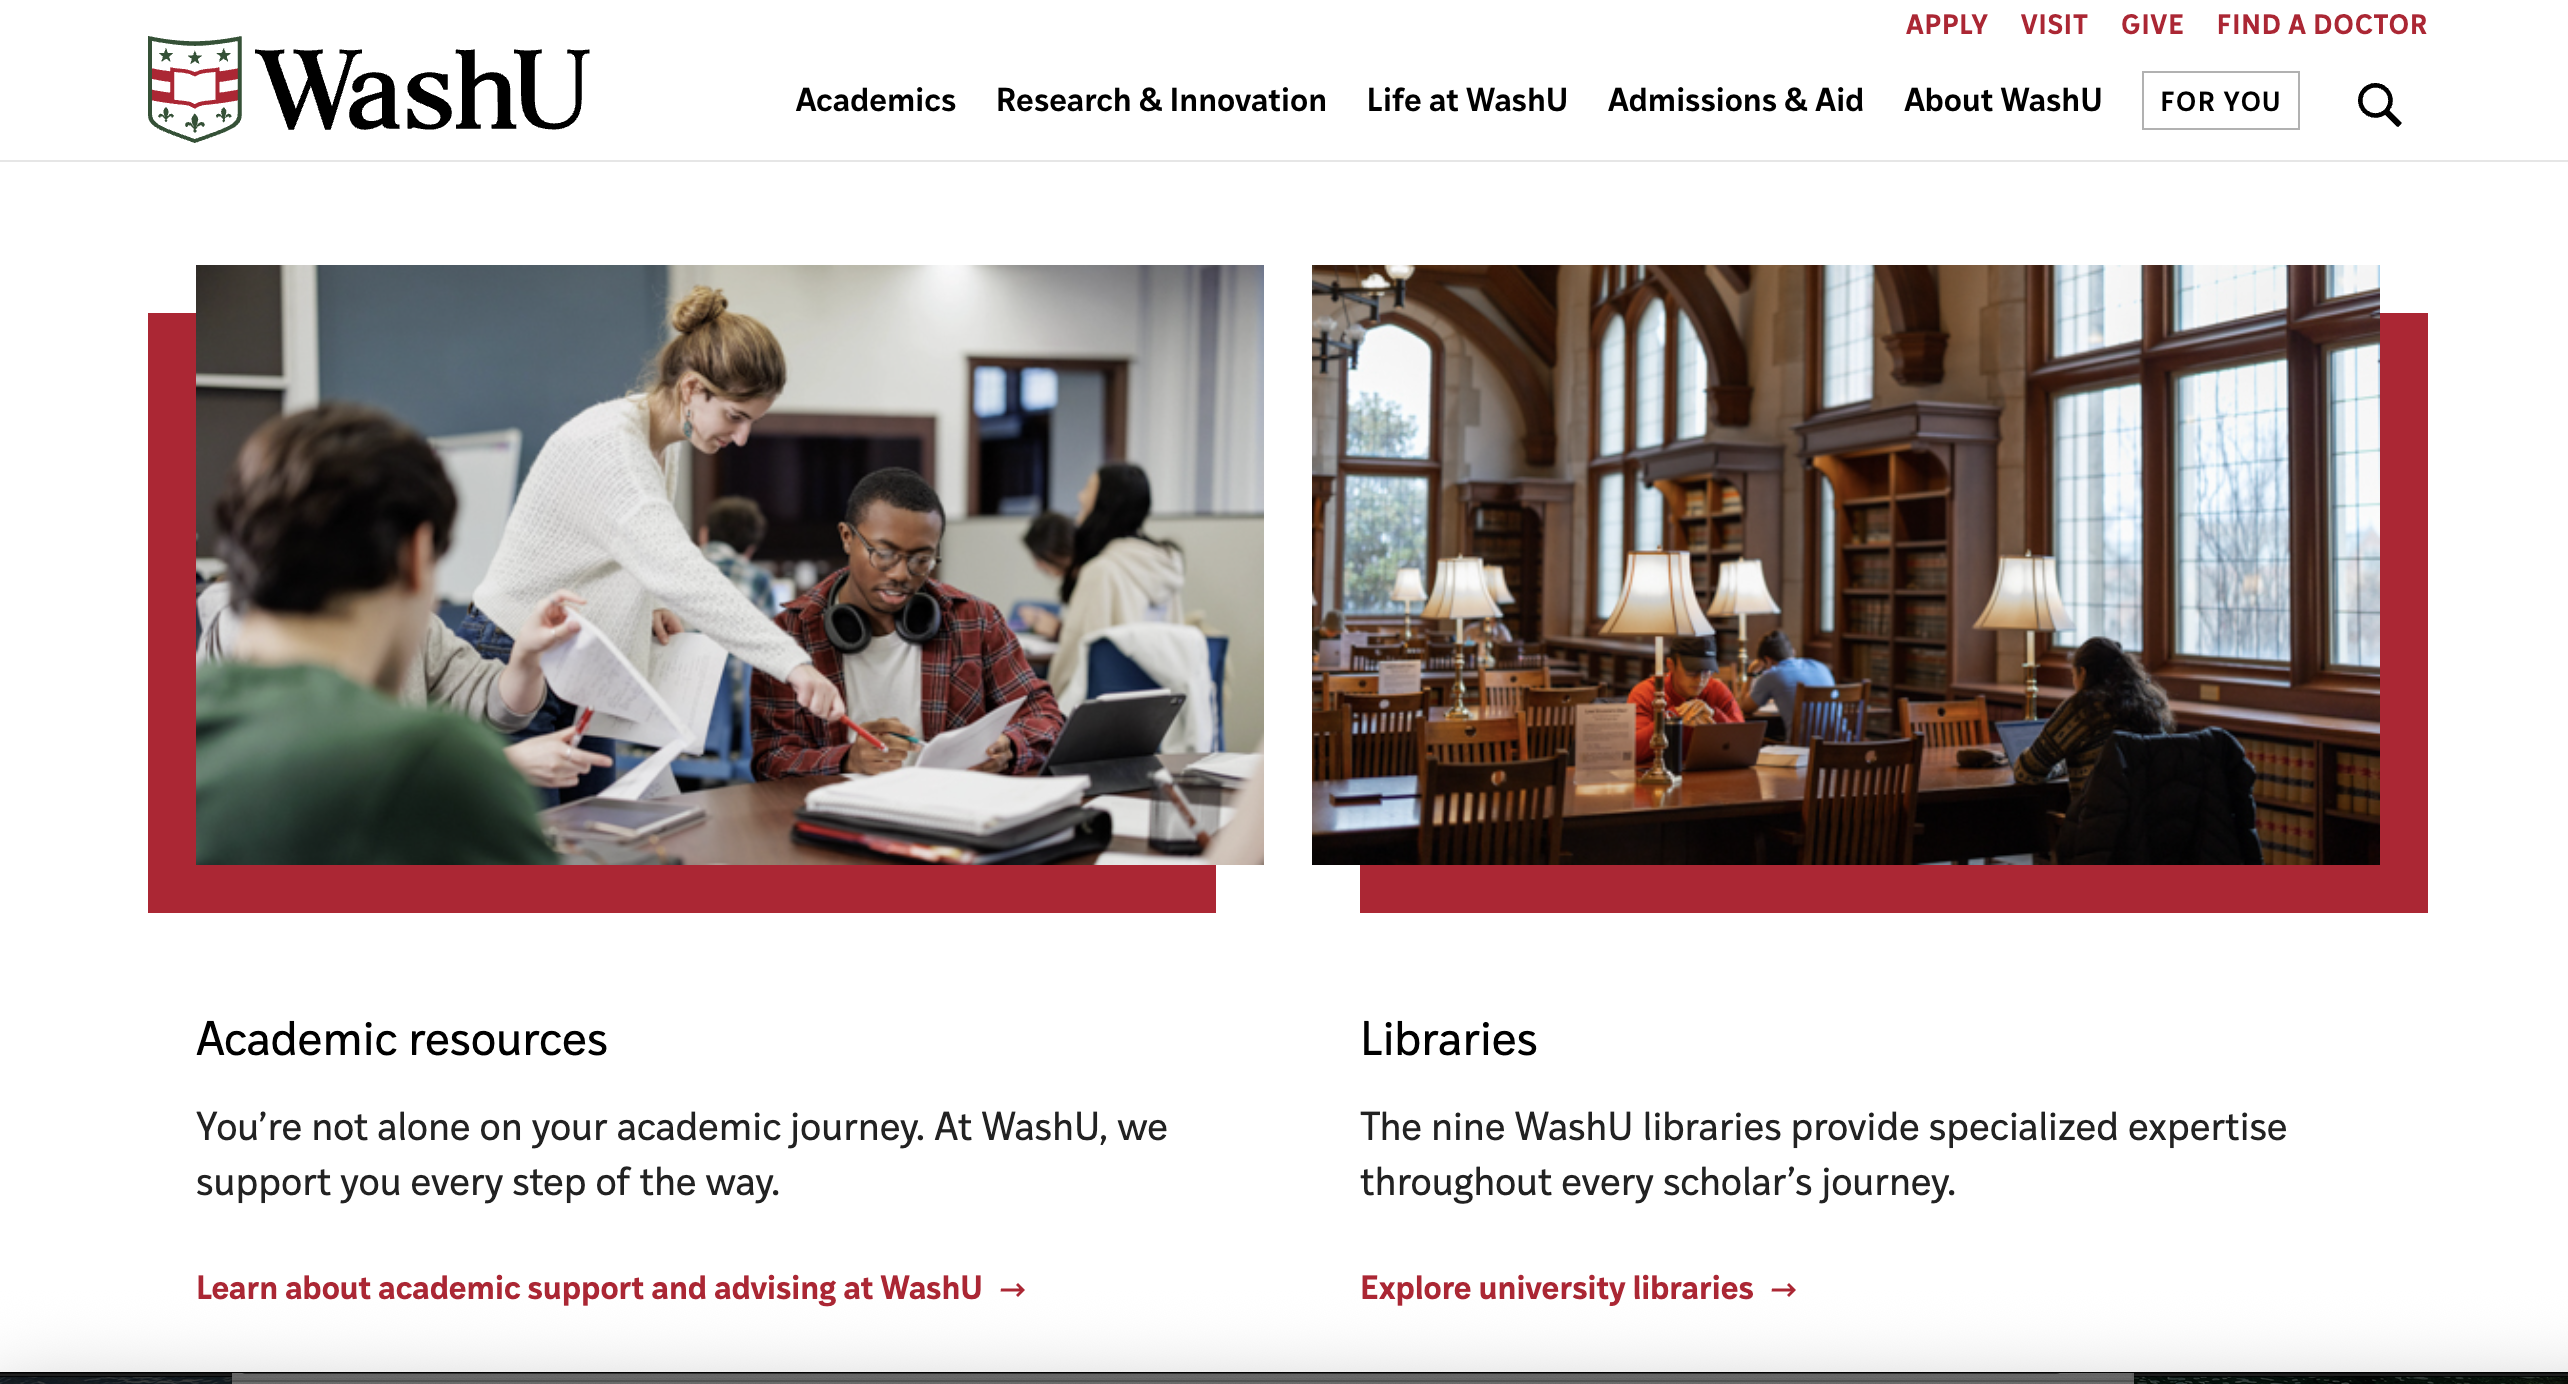 APPLY VISIT GIVE FIND A DOCTOR
WashU
Academics Research & Innovation Life at WashU Admissions & Aid About WashU FOR YOU
Academic resources
You’re not alone on your academic journey. At WashU, we
support you every step of the way.
Learn about academic support and advising at WashU →
Libraries
The nine WashU libraries provide specialized expertise
throughout every scholar’s journey.
Explore university libraries →